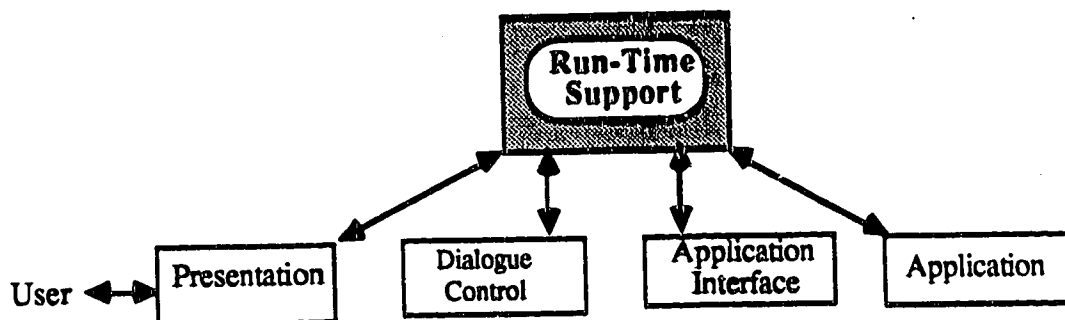 Run-Time
Support
User
Presentation
Dialogue
Control
Application
Interface
Application